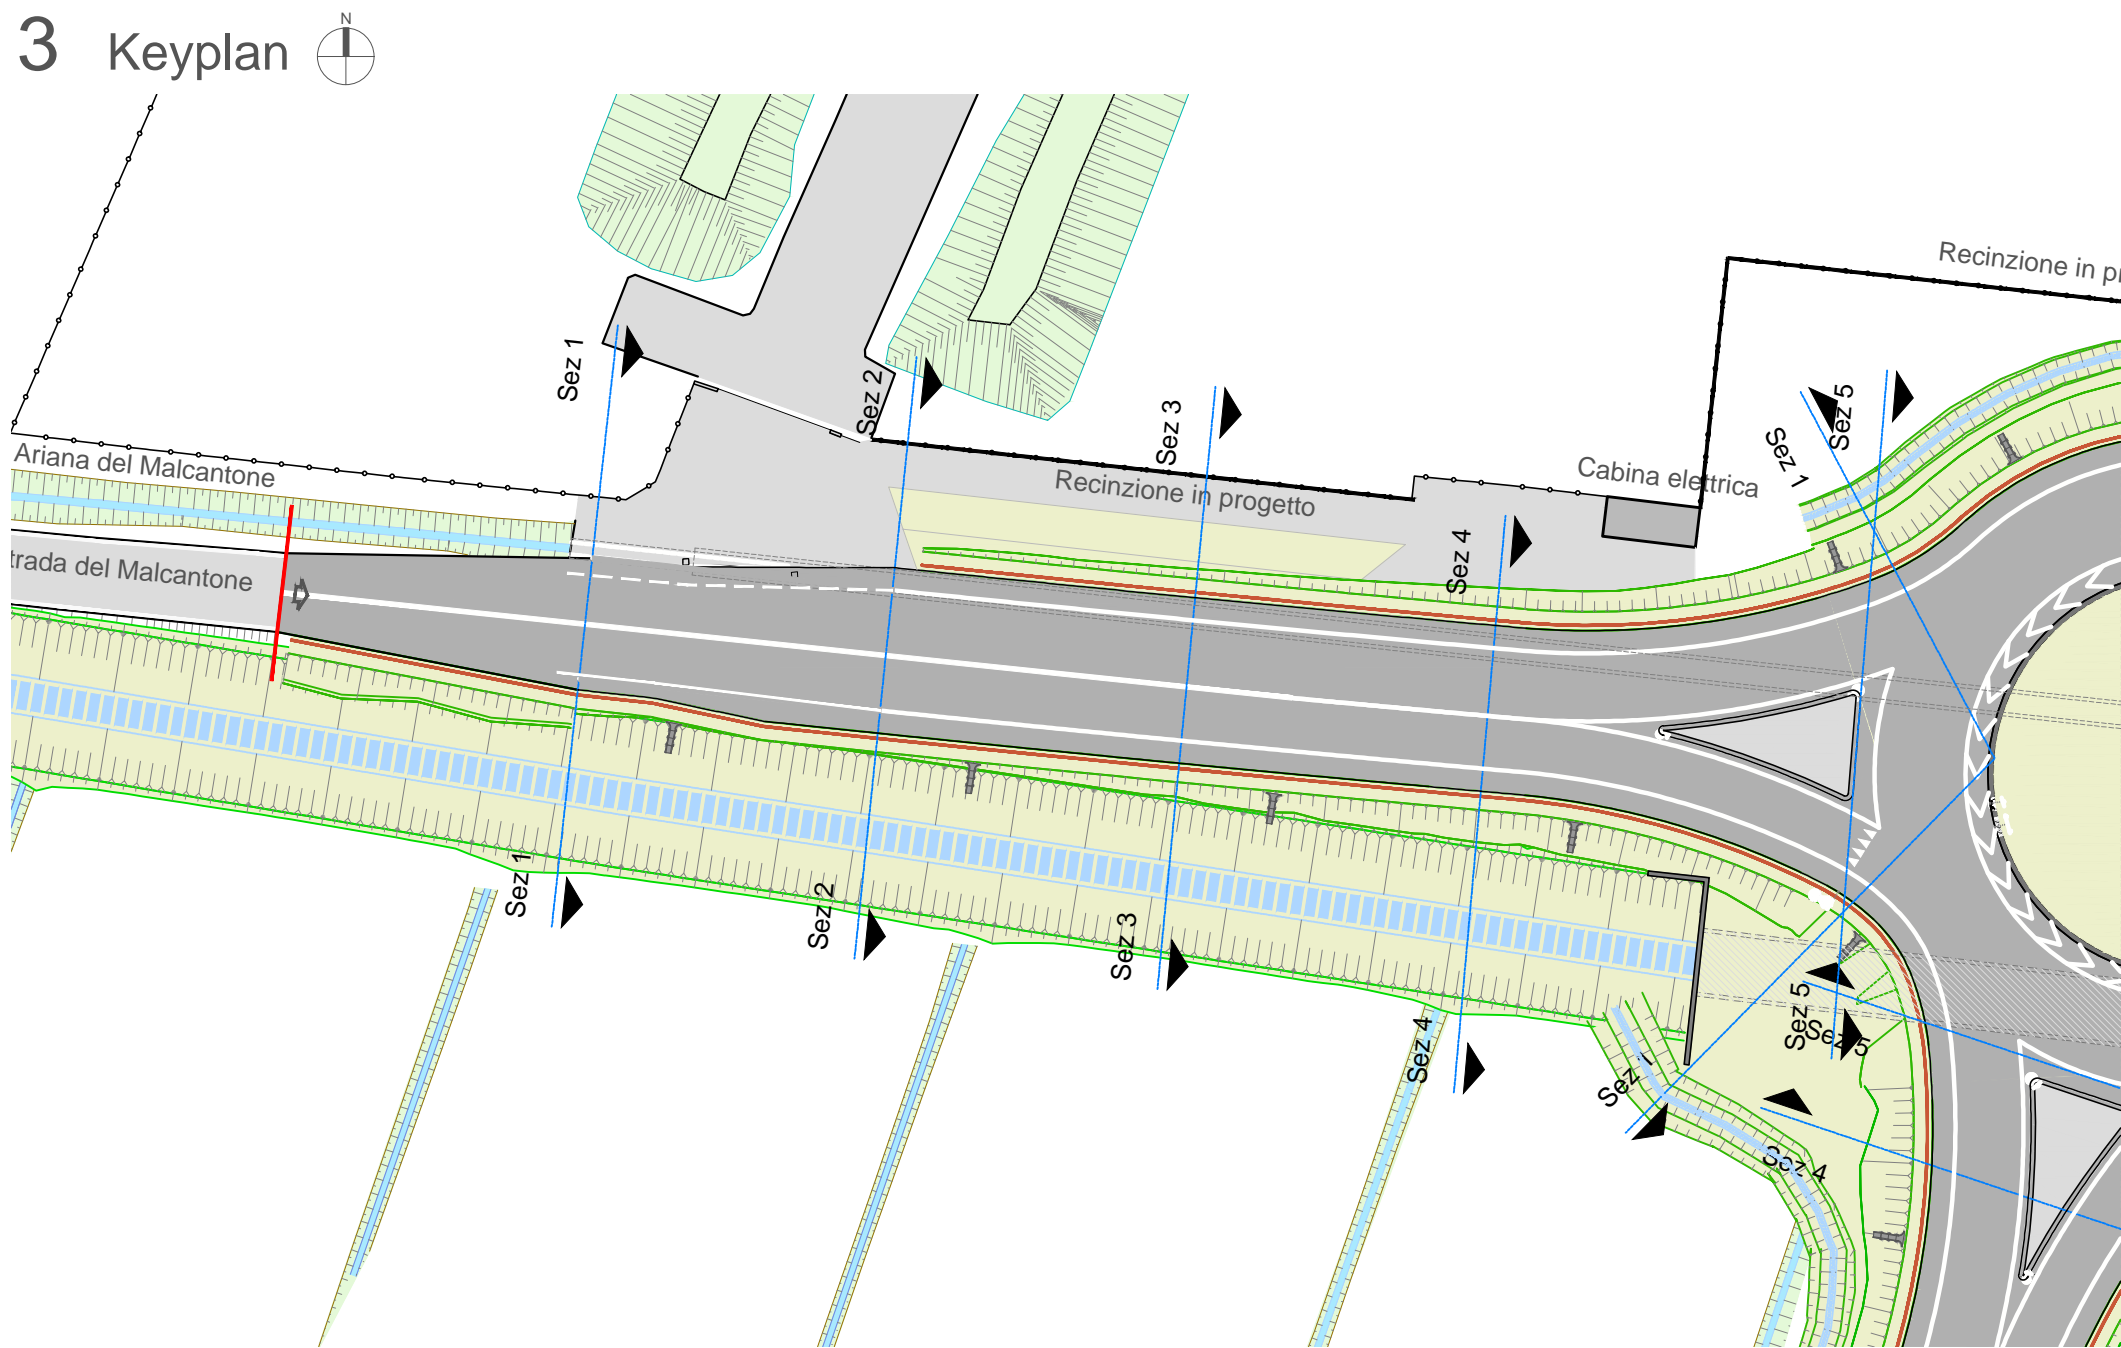 3 Keyplan
N
Recinzione in pr
Sez 1
Sez 2
Sez 3
Sez 5
Sez 1
Ariana del Malcantone
Recinzione in progetto
Cabina elettrica
Sez 4
trada del Malcantone
Sez 1
Sez 2
Sez 3
Sez 4
Sez 5
Sez 5
Sez 1
Sez 4